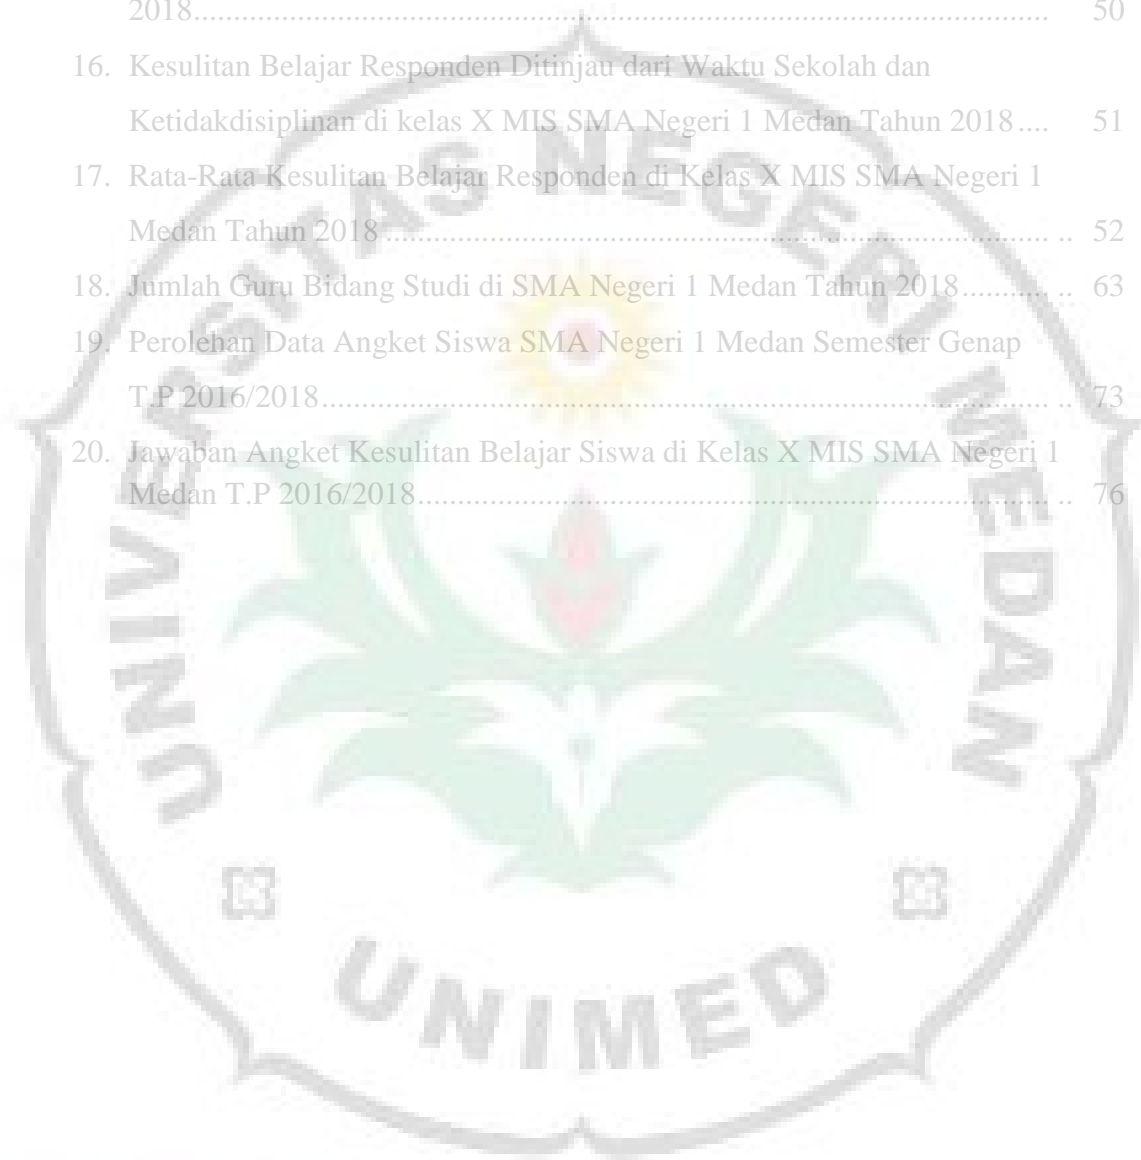 2018.......................................................................................................... 50
16. Kesulitan Belajar Responden Ditinjau dari Waktu Sekolah dan
Ketidakdisiplinan di kelas X MIS SMA Negeri 1 Medan Tahun 2018.... 51
17. Rata-Rata Kesulitan Belajar Responden di Kelas X MIS SMA Negeri 1
Medan Tahun 2018................................................................................ .. 52
18. Jumlah Guru Bidang Studi di SMA Negeri 1 Medan Tahun 2018........... .. 63
19. Perolehan Data Angket Siswa SMA Negeri 1 Medan Semester Genap
T.P 2016/2018......................................................................................... .. 73
20. Jawaban Angket Kesulitan Belajar Siswa di Kelas X MIS SMA Negeri 1
Medan T.P 2016/2018............................................................................. .. 76
UNIVERSITAS NEGERI MEDAN
UNIMED